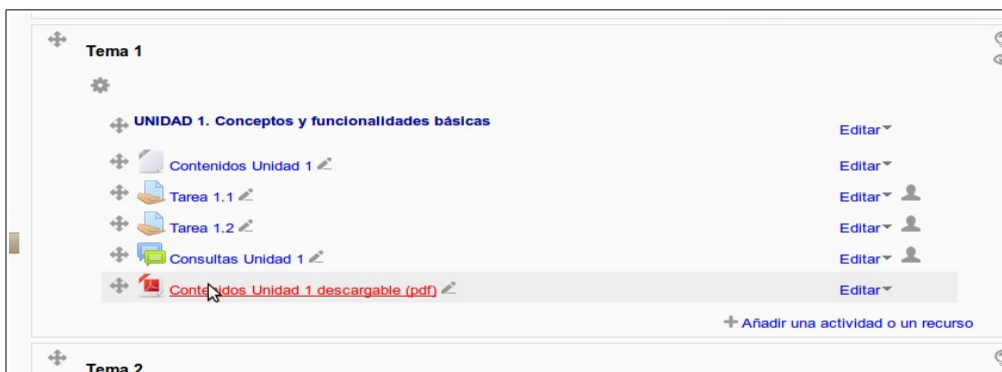 Tema 1
UNIDAD 1. Conceptos y funcionalidades básicas
Editar
Contenidos Unidad 1
Editar
Tarea 1.1
Editar
Tarea 1.2
Editar
Consultas Unidad 1
Editar
Contenidos Unidad 1 descargable (pdf)
Editar
Añadir una actividad o un recurso
Tema 2